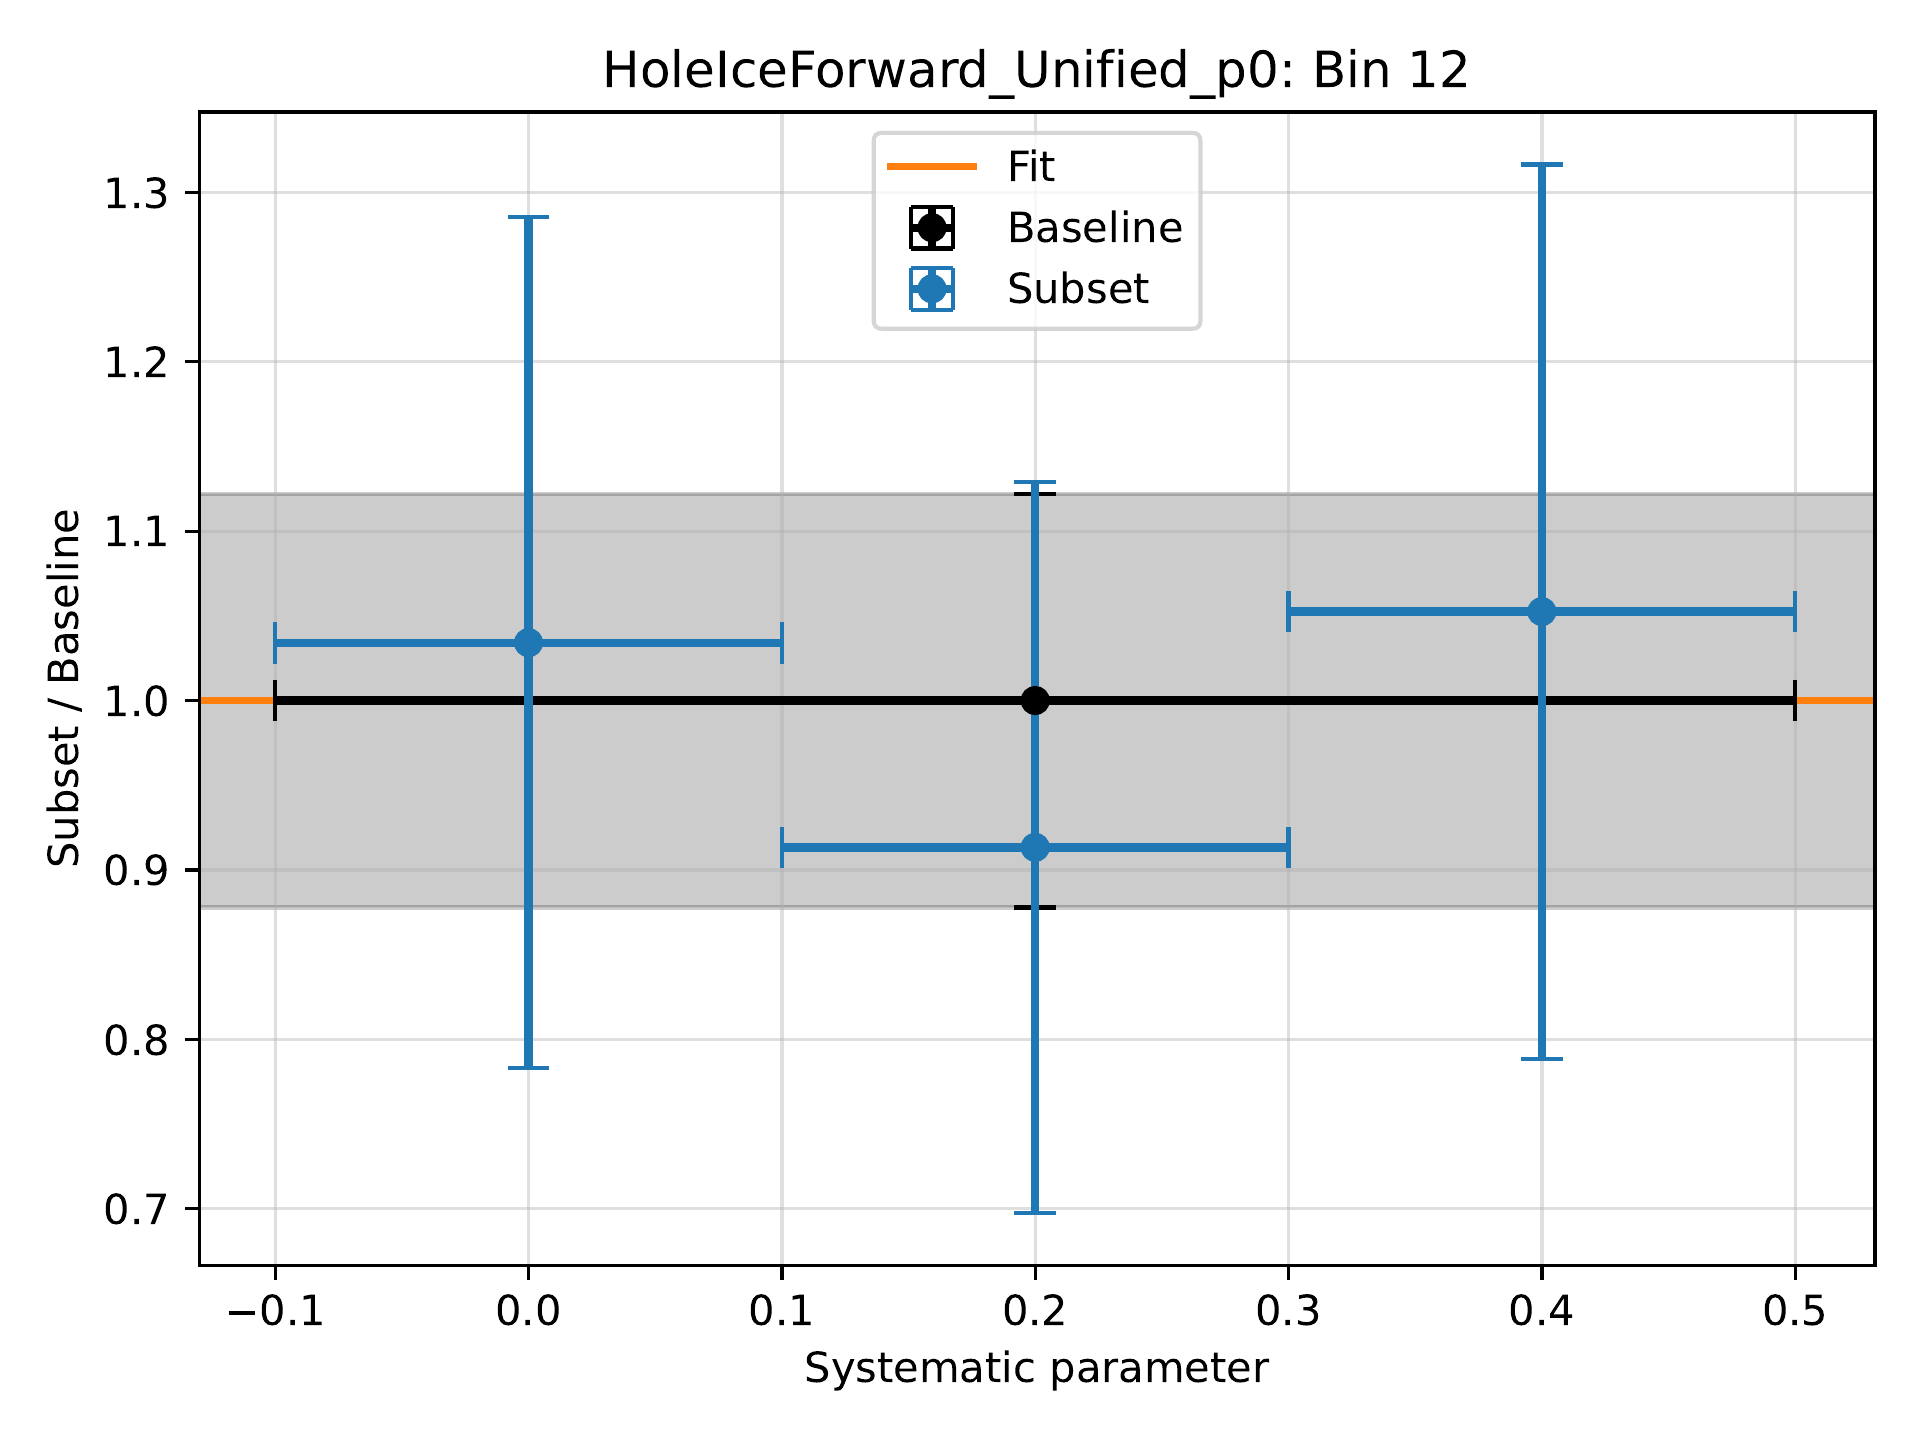 HoleIceForward_Unified_p0: Bin 12
Fit
Baseline
Subset
1.3
1.2
1.1
1.0
0.9
0.8
0.7
Subset / Baseline
−0.1 0.0 0.1 0.2 0.3 0.4 0.5
Systematic parameter